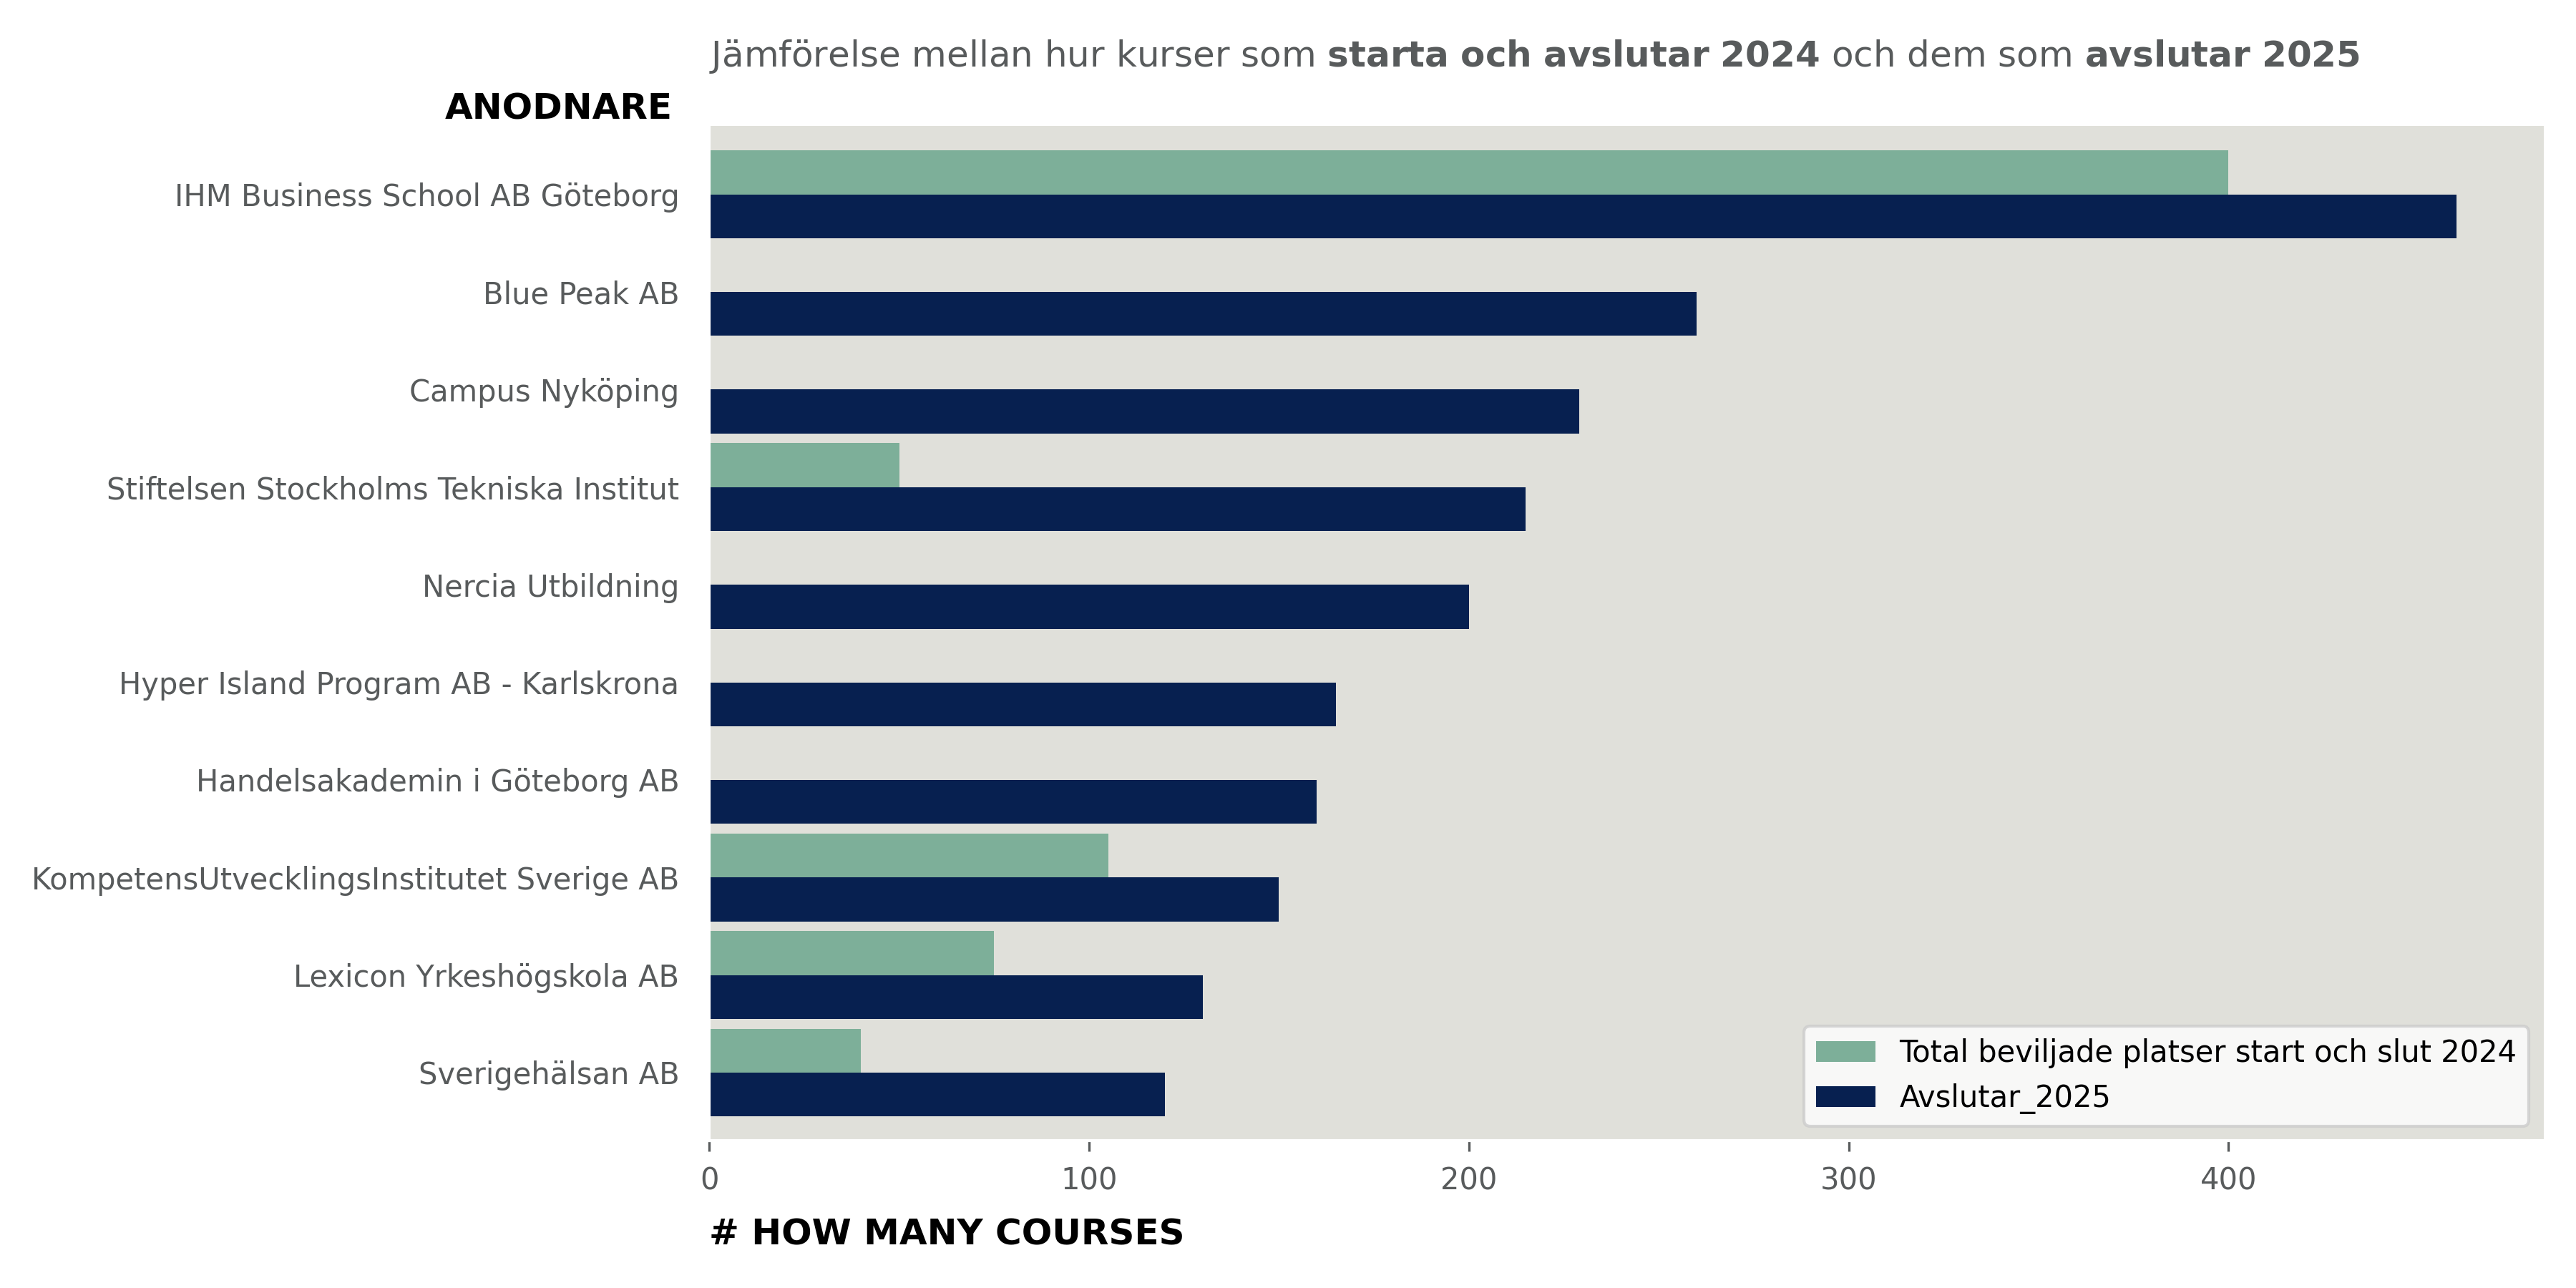 Jämförelse mellan hur kurser som starta och avslutar 2024 och dem som avslutar 2025
ANODNARE
IHM Business School AB Göteborg
Blue Peak AB
Campus Nyköping
Stiftelsen Stockholms Tekniska Institut
Nercia Utbildning
Hyper Island Program AB - Karlskrona
Handelsakademin i Göteborg AB
KompetensUtvecklingsInstitutet Sverige AB
Lexicon Yrkeshögskola AB
Sverigehälsan AB
Total beviljade platser start och slut 2024
Avslutar_2025
0 100 200 300 400
# HOW MANY COURSES